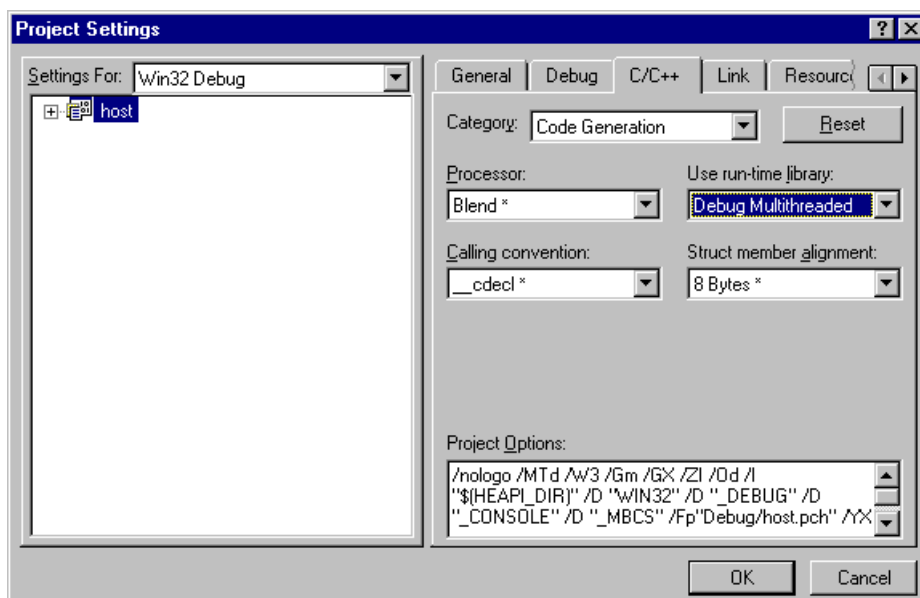 Project Settings
Settings For: Win32 Debug
host
General Debug C/C++ Link Resourc
Category: Code Generation Reset
Processor: Use run-time library:
Blend * Debug Multithreaded
Calling convention: Struct member alignment:
__cdecl * 8 Bytes *
Project Options:
/nologo /MTd /W3 /Gm /GX /ZI /Od /I
"$(HEAPI_DIR)" /D "WIN32" /D "_DEBUG" /D
"_CONSOLE" /D "_MBCS" /Fp"Debug/host.pch" /YX
OK Cancel